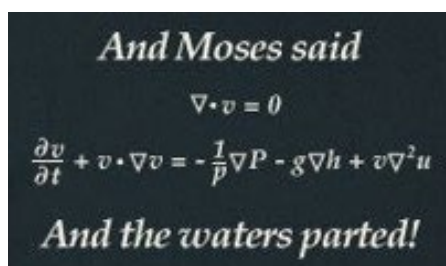 And Moses said
∇·v = 0
∂v/∂t + v·∇v = - 1/p ∇P - g∇h + v∇²u
And the waters parted!